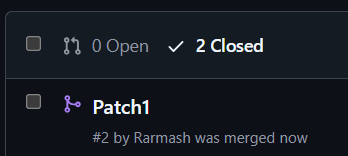 0 Open 2 Closed
Patch1
#2 by Rarmash was merged now